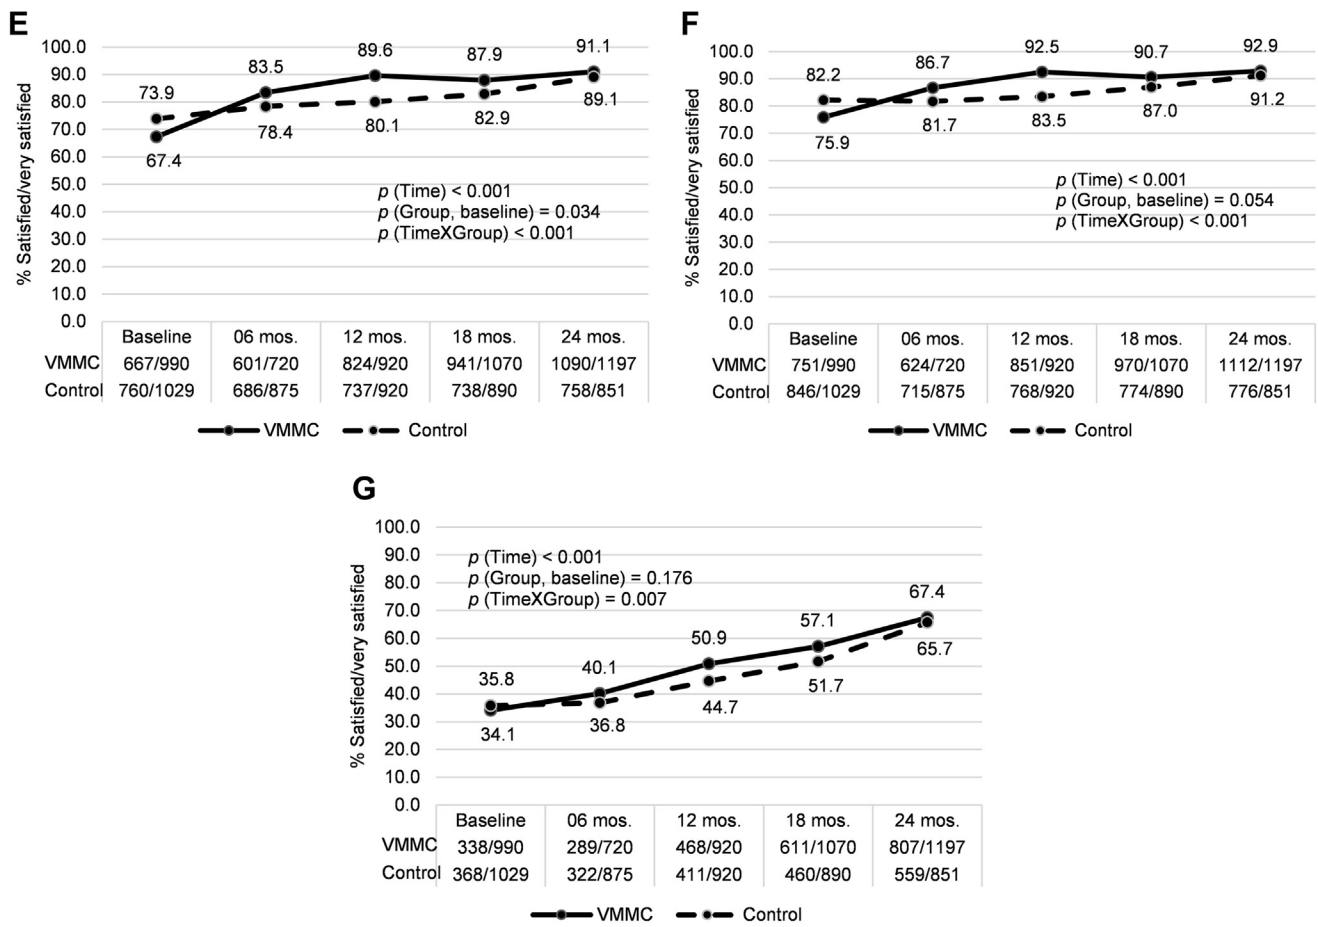 E
% Satisfied/very satisfied
100.0
90.0
80.0
70.0
60.0
50.0
40.0
30.0
20.0
10.0
0.0
73.9 83.5 89.6 87.9 91.1
67.4 78.4 80.1 82.9 89.1
p (Time) < 0.001
p (Group, baseline) = 0.034
p (TimeXGroup) < 0.001
Baseline 06 mos. 12 mos. 18 mos. 24 mos.
VMMC 667/990 601/720 824/920 941/1070 1090/1197
Control 760/1029 686/875 737/920 738/890 758/851
VMMC Control
F
% Satisfied/very satisfied
100.0
90.0
80.0
70.0
60.0
50.0
40.0
30.0
20.0
10.0
0.0
82.2 86.7 92.5 90.7 92.9
75.9 81.7 83.5 87.0 91.2
p (Time) < 0.001
p (Group, baseline) = 0.054
p (TimeXGroup) < 0.001
Baseline 06 mos. 12 mos. 18 mos. 24 mos.
VMMC 751/990 624/720 851/920 970/1070 1112/1197
Control 846/1029 715/875 768/920 774/890 776/851
VMMC Control
G
% Satisfied/very satisfied
100.0
90.0
80.0
70.0
60.0
50.0
40.0
30.0
20.0
10.0
0.0
p (Time) < 0.001
p (Group, baseline) = 0.176
p (TimeXGroup) = 0.007
35.8 40.1 50.9 57.1 67.4
34.1 36.8 44.7 51.7 65.7
Baseline 06 mos. 12 mos. 18 mos. 24 mos.
VMMC 338/990 289/720 468/920 611/1070 807/1197
Control 368/1029 322/875 411/920 460/890 559/851
VMMC Control